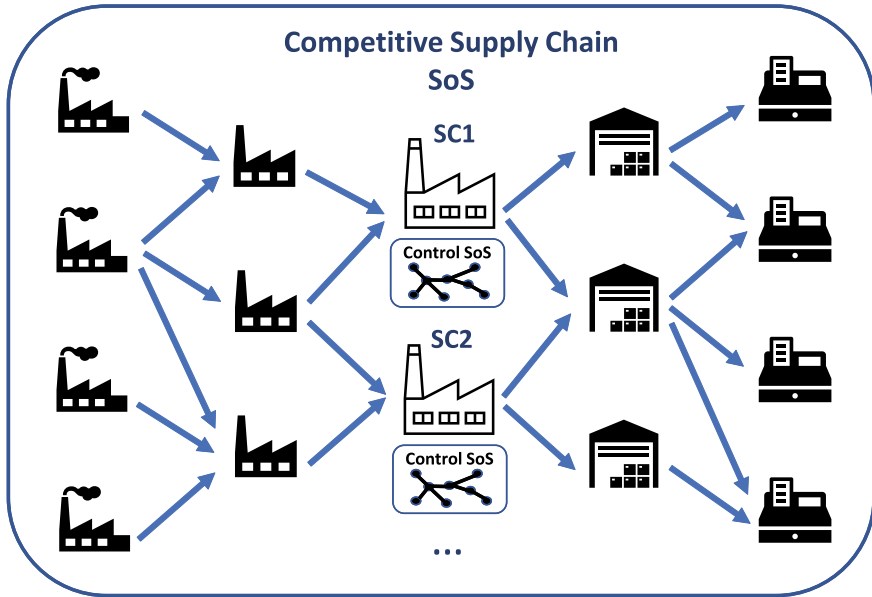 Competitive Supply Chain
SoS
SC1
Control SoS
SC2
Control SoS
...